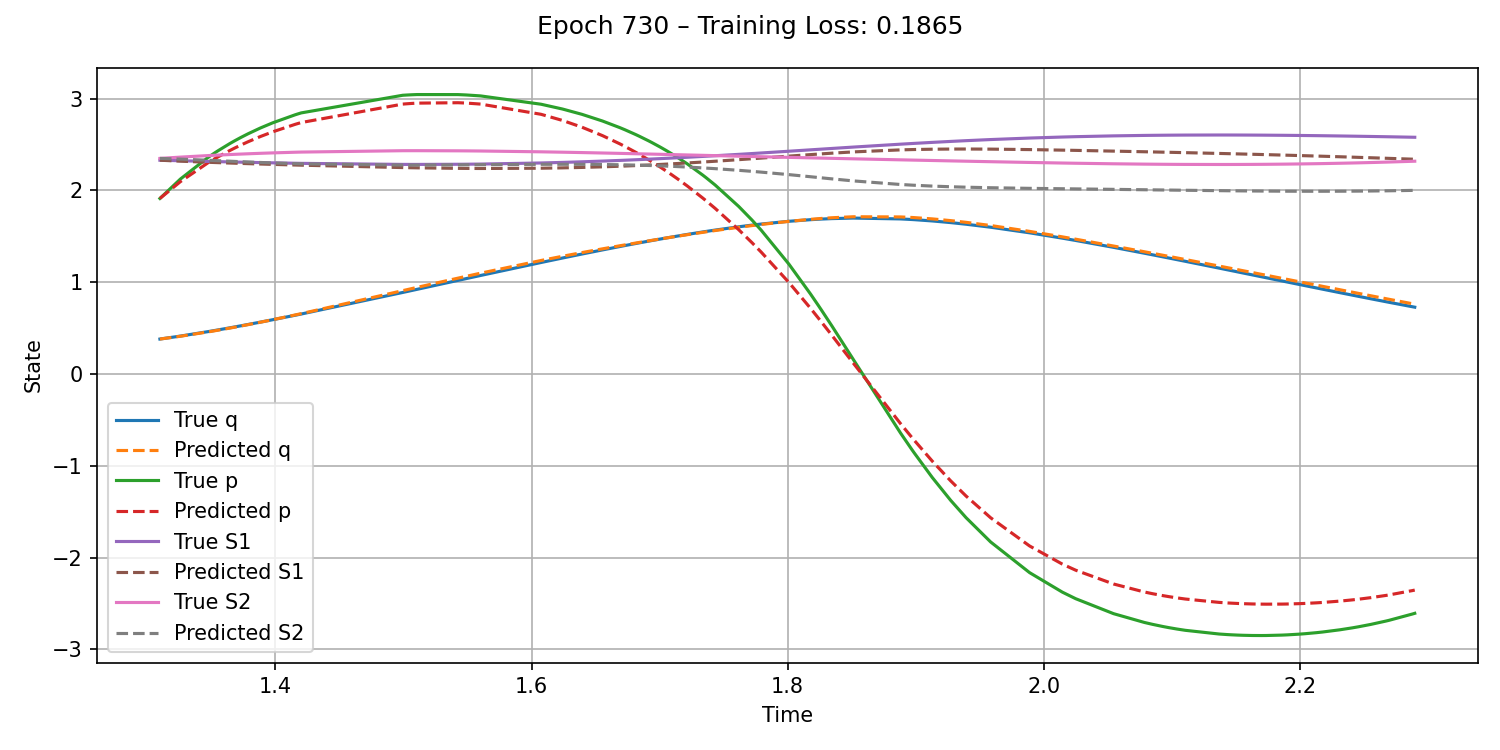 Epoch 730 – Training Loss: 0.1865
3
2
1
0
−1
−2
−3
State
True q
Predicted q
True p
Predicted p
True S1
Predicted S1
True S2
Predicted S2
1.4 1.6 1.8 2.0 2.2
Time